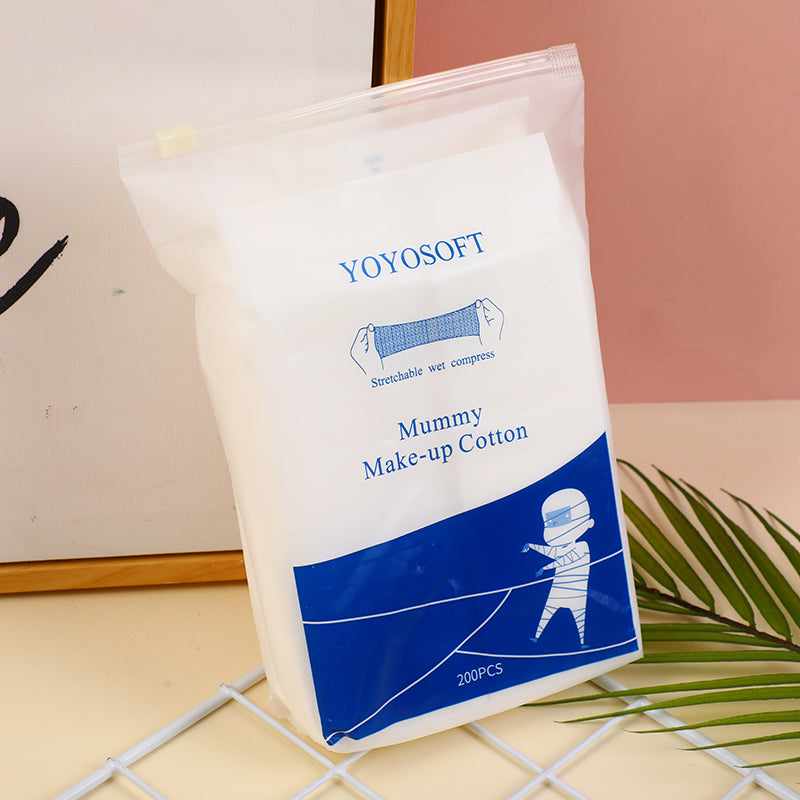 YOYOSOFT
Stretchable wet compress
Mummy
Make-up Cotton
200PCS